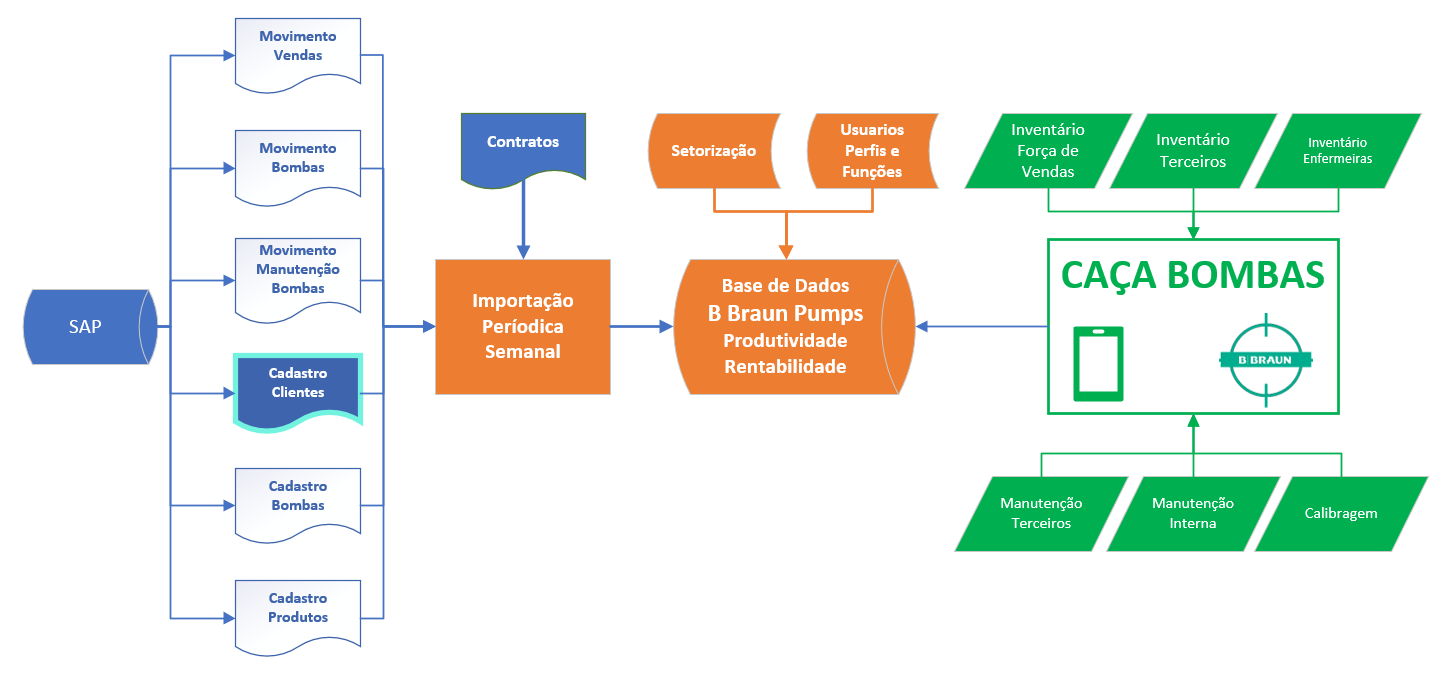 Movimento
Vendas
Movimento
Bombas
Movimento
Manutenção
Bombas
SAP
Cadastro
Clientes
Cadastro
Bombas
Cadastro
Produtos
Contratos
Importação
Períodica
Semanal
Setorização
Usuarios
Perfis e
Funções
Base de Dados
B Braun Pumps
Produtividade
Rentabilidade
Inventário
Força de
Vendas
Inventário
Terceiros
Inventário
Enfermeiras
CAÇA BOMBAS
B BRAUN
Manutenção
Terceiros
Manutenção
Interna
Calibragem